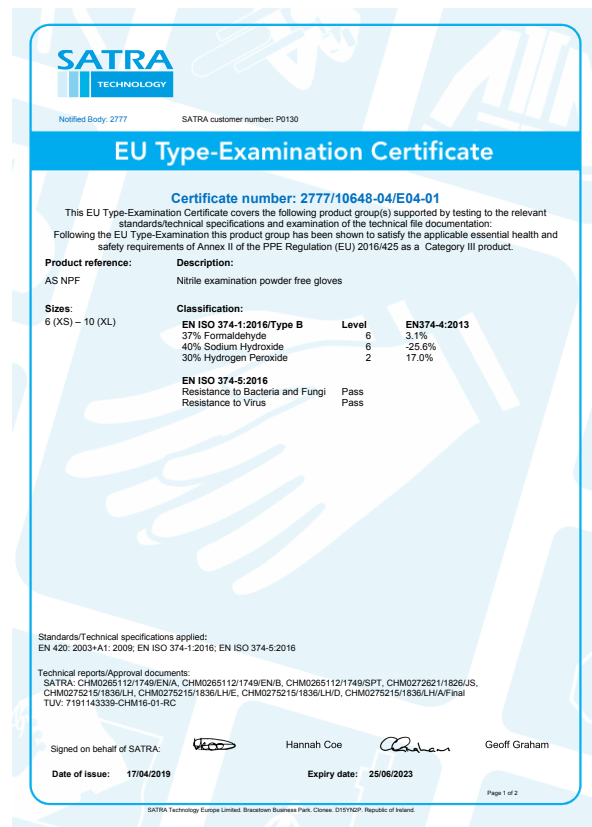 SATRA
TECHNOLOGY
Notified Body: 2777 SATRA customer number: P0130
EU Type-Examination Certificate
Certificate number: 2777/10648-04/E04-01
This EU Type-Examination Certificate covers the following product group(s) supported by testing to the relevant
standards/technical specifications and examination of the technical file documentation:
Following the EU Type-Examination this product group has been shown to satisfy the applicable essential health and
safety requirements of Annex II of the PPE Regulation (EU) 2016/425 as a Category III product.
Product reference: Description:
AS NPF Nitrile examination powder free gloves
Sizes: Classification:
6 (XS) – 10 (XL)
EN ISO 374-1:2016/Type B Level EN374-4:2013
37% Formaldehyde 6 3.1%
40% Sodium Hydroxide 6 -25.6%
30% Hydrogen Peroxide 2 17.0%
EN ISO 374-5:2016
Resistance to Bacteria and Fungi Pass
Resistance to Virus Pass
Standards/Technical specifications applied:
EN 420: 2003+A1: 2009; EN ISO 374-1:2016; EN ISO 374-5:2016
Technical reports/Approval documents:
SATRA: CHM0265112/1749/EN/A, CHM0265112/1749/EN/B, CHM0265112/1749/SPT, CHM0272621/1826/JS,
CHM0275215/1836/LH, CHM0275215/1836/LH/E, CHM0275215/1836/LH/D, CHM0275215/1836/LH/A/Final
TUV: 7191143339-CHM16-01-RC
Signed on behalf of SATRA: Hannah Coe Geoff Graham
Date of issue: 17/04/2019 Expiry date: 25/06/2023
Page 1 of 2
SATRA Technology Europe Limited. Bracetown Business Park. Clonee. D15YN2P. Republic of Ireland.